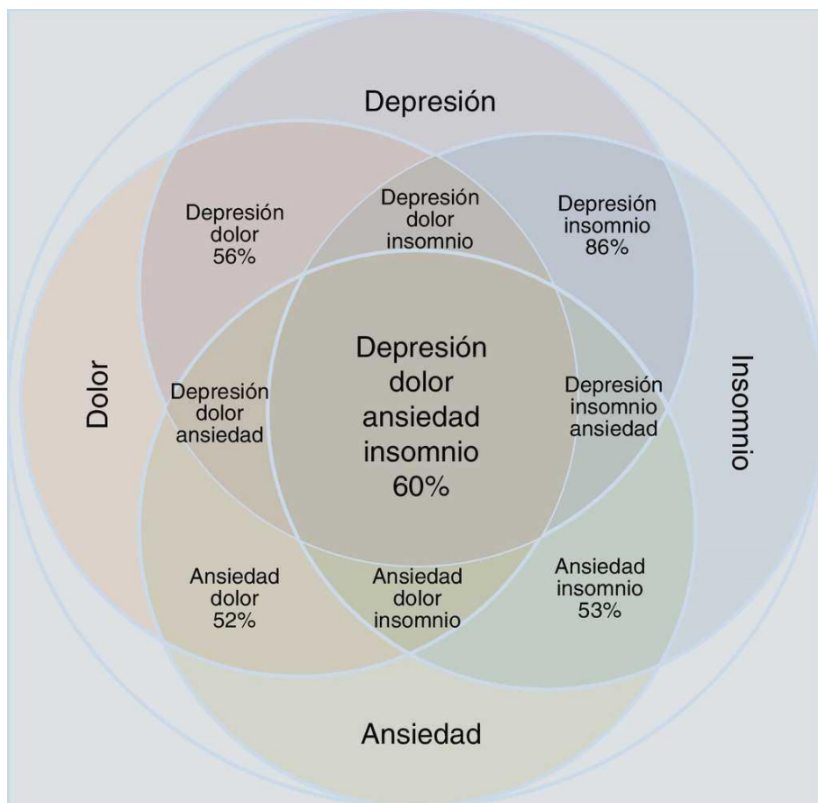 Depresión
Depresión
dolor
56%
Depresión
dolor
insomnio
Depresión
insomnio
86%
Dolor
Depresión
dolor
ansiedad
Depresión
dolor
ansiedad
insomnio
60%
Depresión
insomnio
ansiedad
Insomnio
Ansiedad
dolor
52%
Ansiedad
dolor
insomnio
Ansiedad
insomnio
53%
Ansiedad